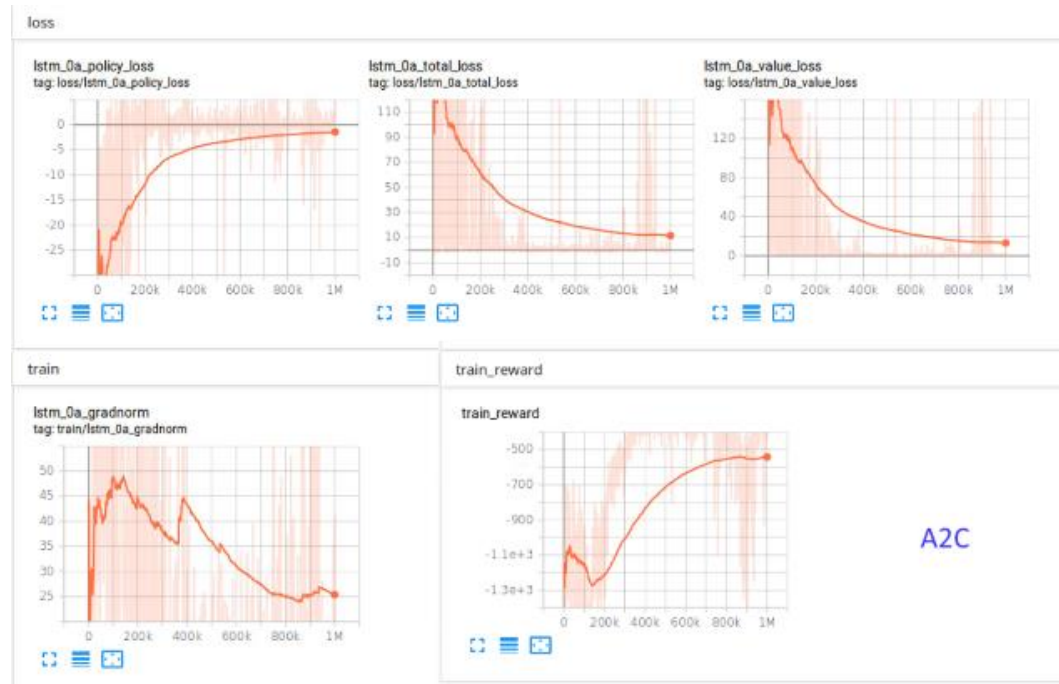 loss
lstm_0a_policy_loss
tag: loss/lstm_0a_policy_loss
0
-5
-10
-15
-20
-25
0 200k 400k 600k 800k 1M
lstm_0a_total_loss
tag: loss/lstm_0a_total_loss
110
90
70
50
30
10
-10
0 200k 400k 600k 800k 1M
lstm_0a_value_loss
tag: loss/lstm_0a_value_loss
120
80
40
0
0 200k 400k 600k 800k 1M
train
lstm_0a_gradnorm
tag: train/lstm_0a_gradnorm
50
45
40
35
30
25
0 200k 400k 600k 800k 1M
train_reward
train_reward
-500
-700
-900
-1.1e+3
-1.3e+3
0 200k 400k 600k 800k 1M
A2C